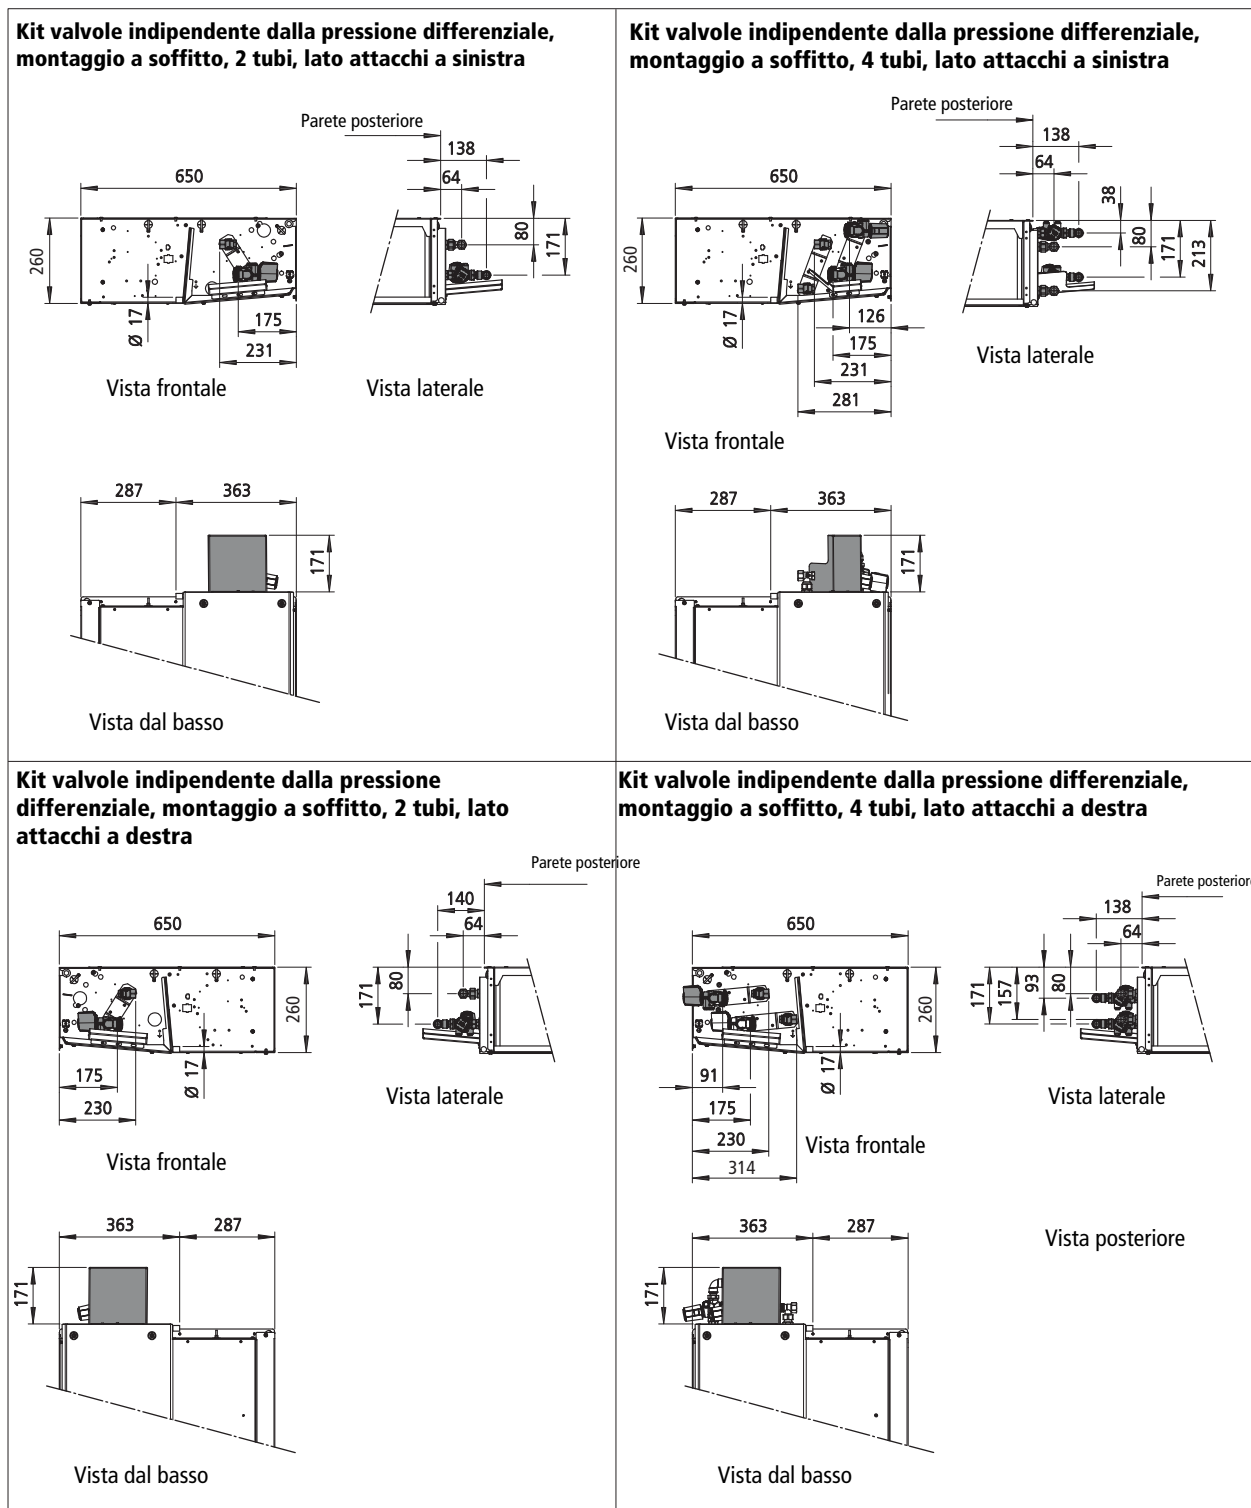 Kit valvole indipendente dalla pressione differenziale,
montaggio a soffitto, 2 tubi, lato attacchi a sinistra
Parete posteriore
138
64
650
260
80
171
Ø 17
175
231
Vista frontale
Vista laterale
287
363
171
Vista dal basso
Kit valvole indipendente dalla pressione differenziale,
montaggio a soffitto, 4 tubi, lato attacchi a sinistra
Parete posteriore
138
64
650
38
260
80
171
213
Ø 17
126
175
231
281
Vista laterale
Vista frontale
287
363
171
Vista dal basso
Kit valvole indipendente dalla pressione
differenziale, montaggio a soffitto, 2 tubi, lato
attacchi a destra
Parete posteriore
140
650
64
80
171
260
175
Ø 17
230
Vista laterale
Vista frontale
363
287
171
Vista dal basso
Kit valvole indipendente dalla pressione differenziale,
montaggio a soffitto, 4 tubi, lato attacchi a destra
Parete posteriore
138
650
64
260
171
157
93
80
91
Ø 17
175
230
314
Vista laterale
Vista frontale
363
287
171
Vista posteriore
Vista dal basso